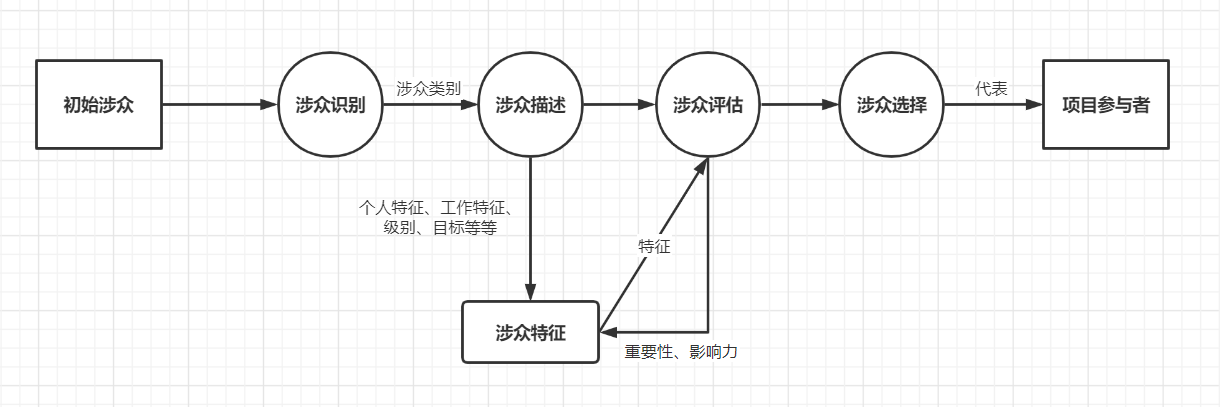 初始涉众
涉众识别
涉众类别
涉众描述
涉众评估
涉众选择
代表
项目参与者
个人特征、工作特征、
级别、目标等等
特征
涉众特征
重要性、影响力